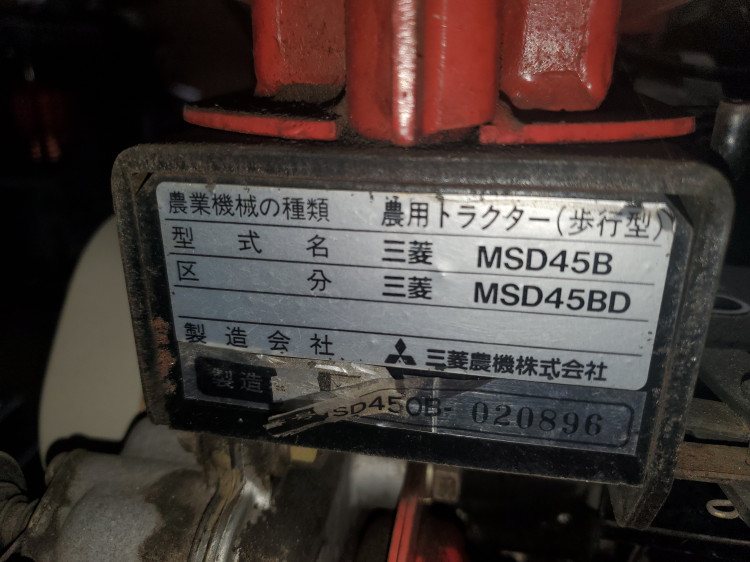 農業機械の種類 農用トラクター(歩行型)
型式名 三菱 MSD45B
区分 三菱 MSD45BD
製造会社 三菱農機株式会社
製造 SD450B- 020896